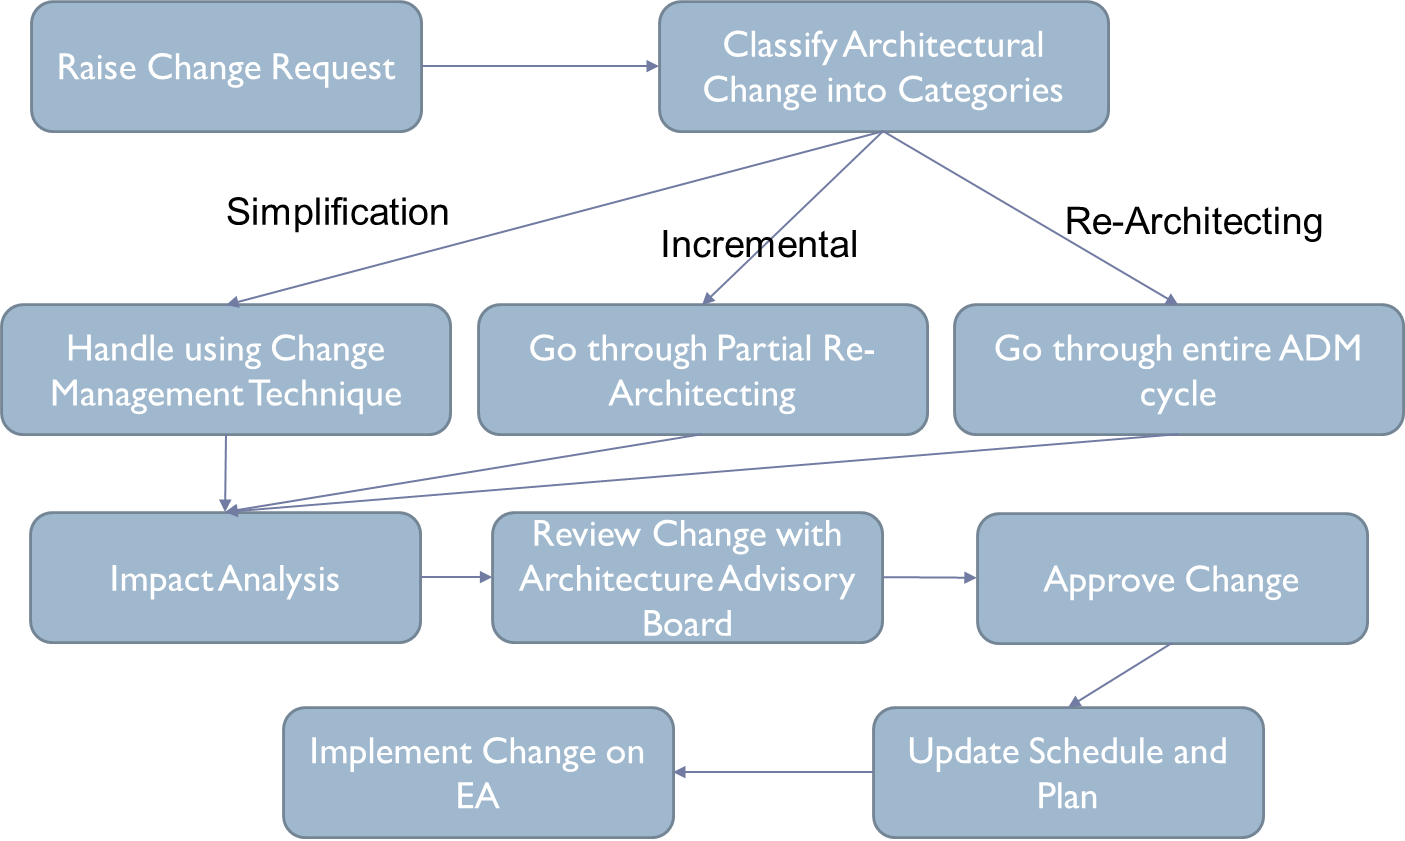 Raise Change Request
Classify Architectural
Change into Categories
Simplification
Incremental
Re-Architecting
Handle using Change
Management Technique
Go through Partial Re-
Architecting
Go through entire ADM
cycle
Impact Analysis
Review Change with
Architecture Advisory
Board
Approve Change
Implement Change on
EA
Update Schedule and
Plan